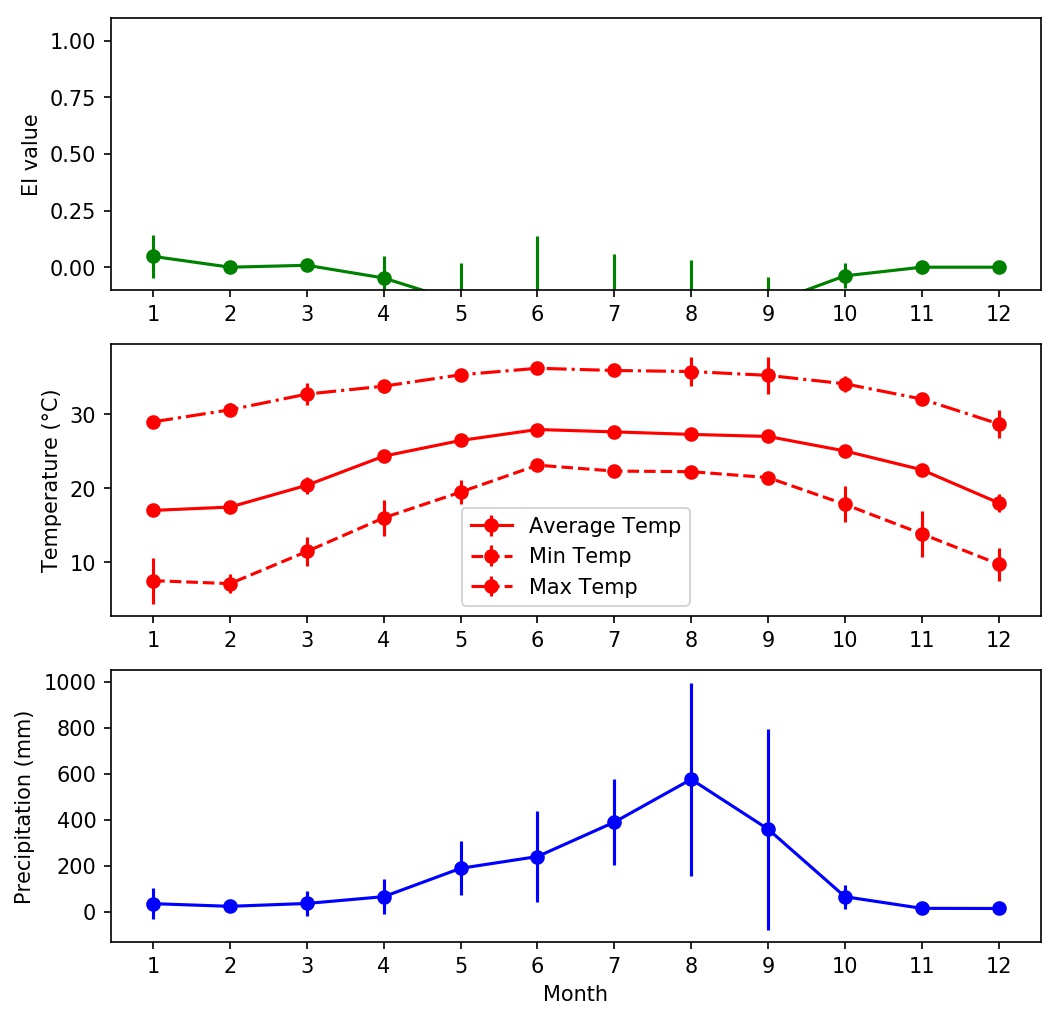 EI value
1.00
0.75
0.50
0.25
0.00
1 2 3 4 5 6 7 8 9 10 11 12
Temperature (°C)
30
20
10
Average Temp
Min Temp
Max Temp
1 2 3 4 5 6 7 8 9 10 11 12
Precipitation (mm)
1000
800
600
400
200
0
1 2 3 4 5 6 7 8 9 10 11 12
Month